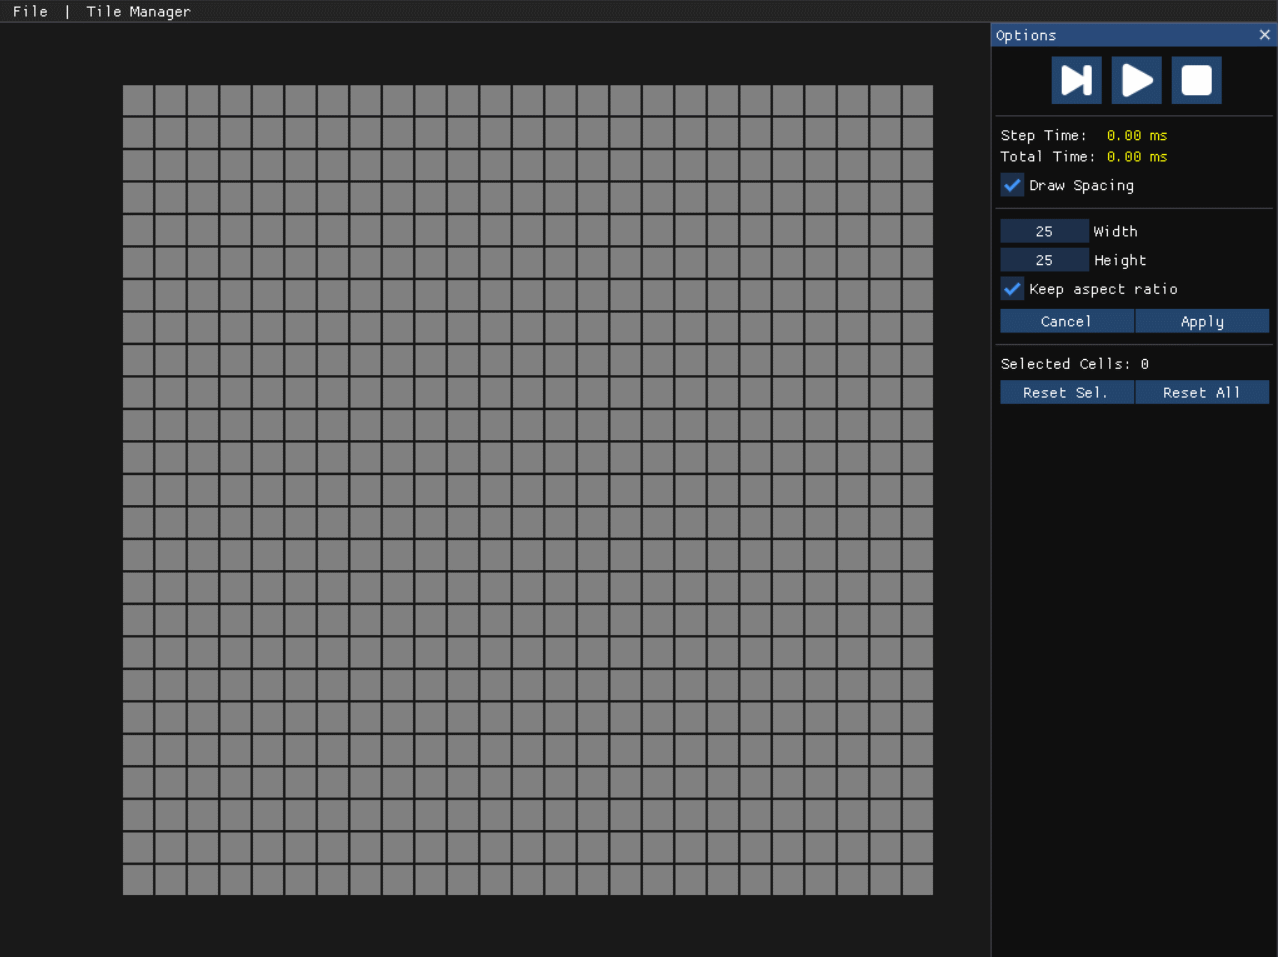 File | Tile Manager
Options
Step Time: 0.00 ms
Total Time: 0.00 ms
Draw Spacing
25 Width
25 Height
Keep aspect ratio
Cancel Apply
Selected Cells: 0
Reset Sel. Reset All